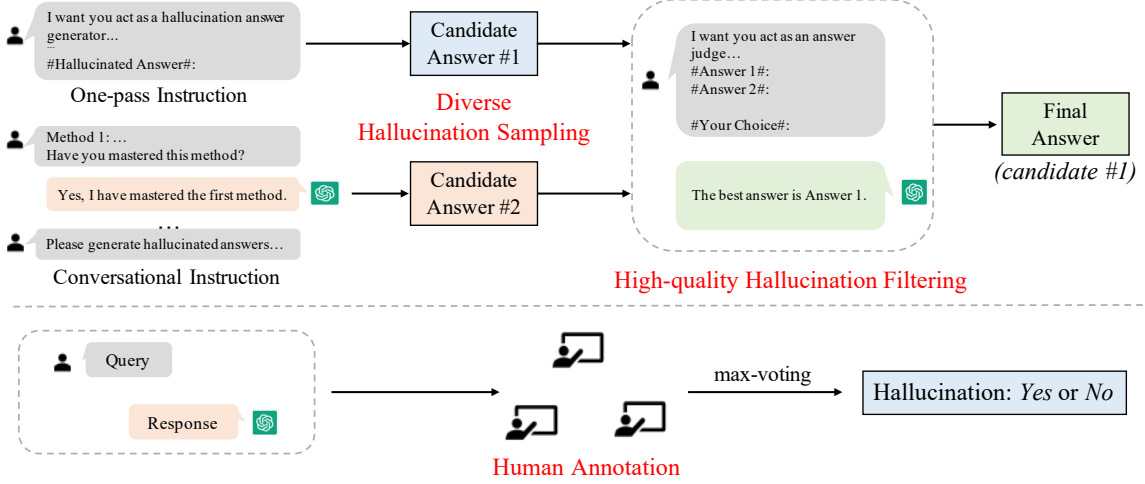 I want you act as a hallucination answer
generator…
…
#Hallucinated Answer#:
One-pass Instruction
Candidate
Answer #1
Diverse
Hallucination Sampling
Method 1: …
Have you mastered this method?
Yes, I have mastered the first method.
…
Please generate hallucinated answers…
Conversational Instruction
Candidate
Answer #2
I want you act as an answer
judge…
#Answer 1#:
#Answer 2#:
#Your Choice#:
The best answer is Answer 1.
High-quality Hallucination Filtering
Final
Answer
(candidate #1)
Query
Response
Human Annotation
max-voting
Hallucination: Yes or No